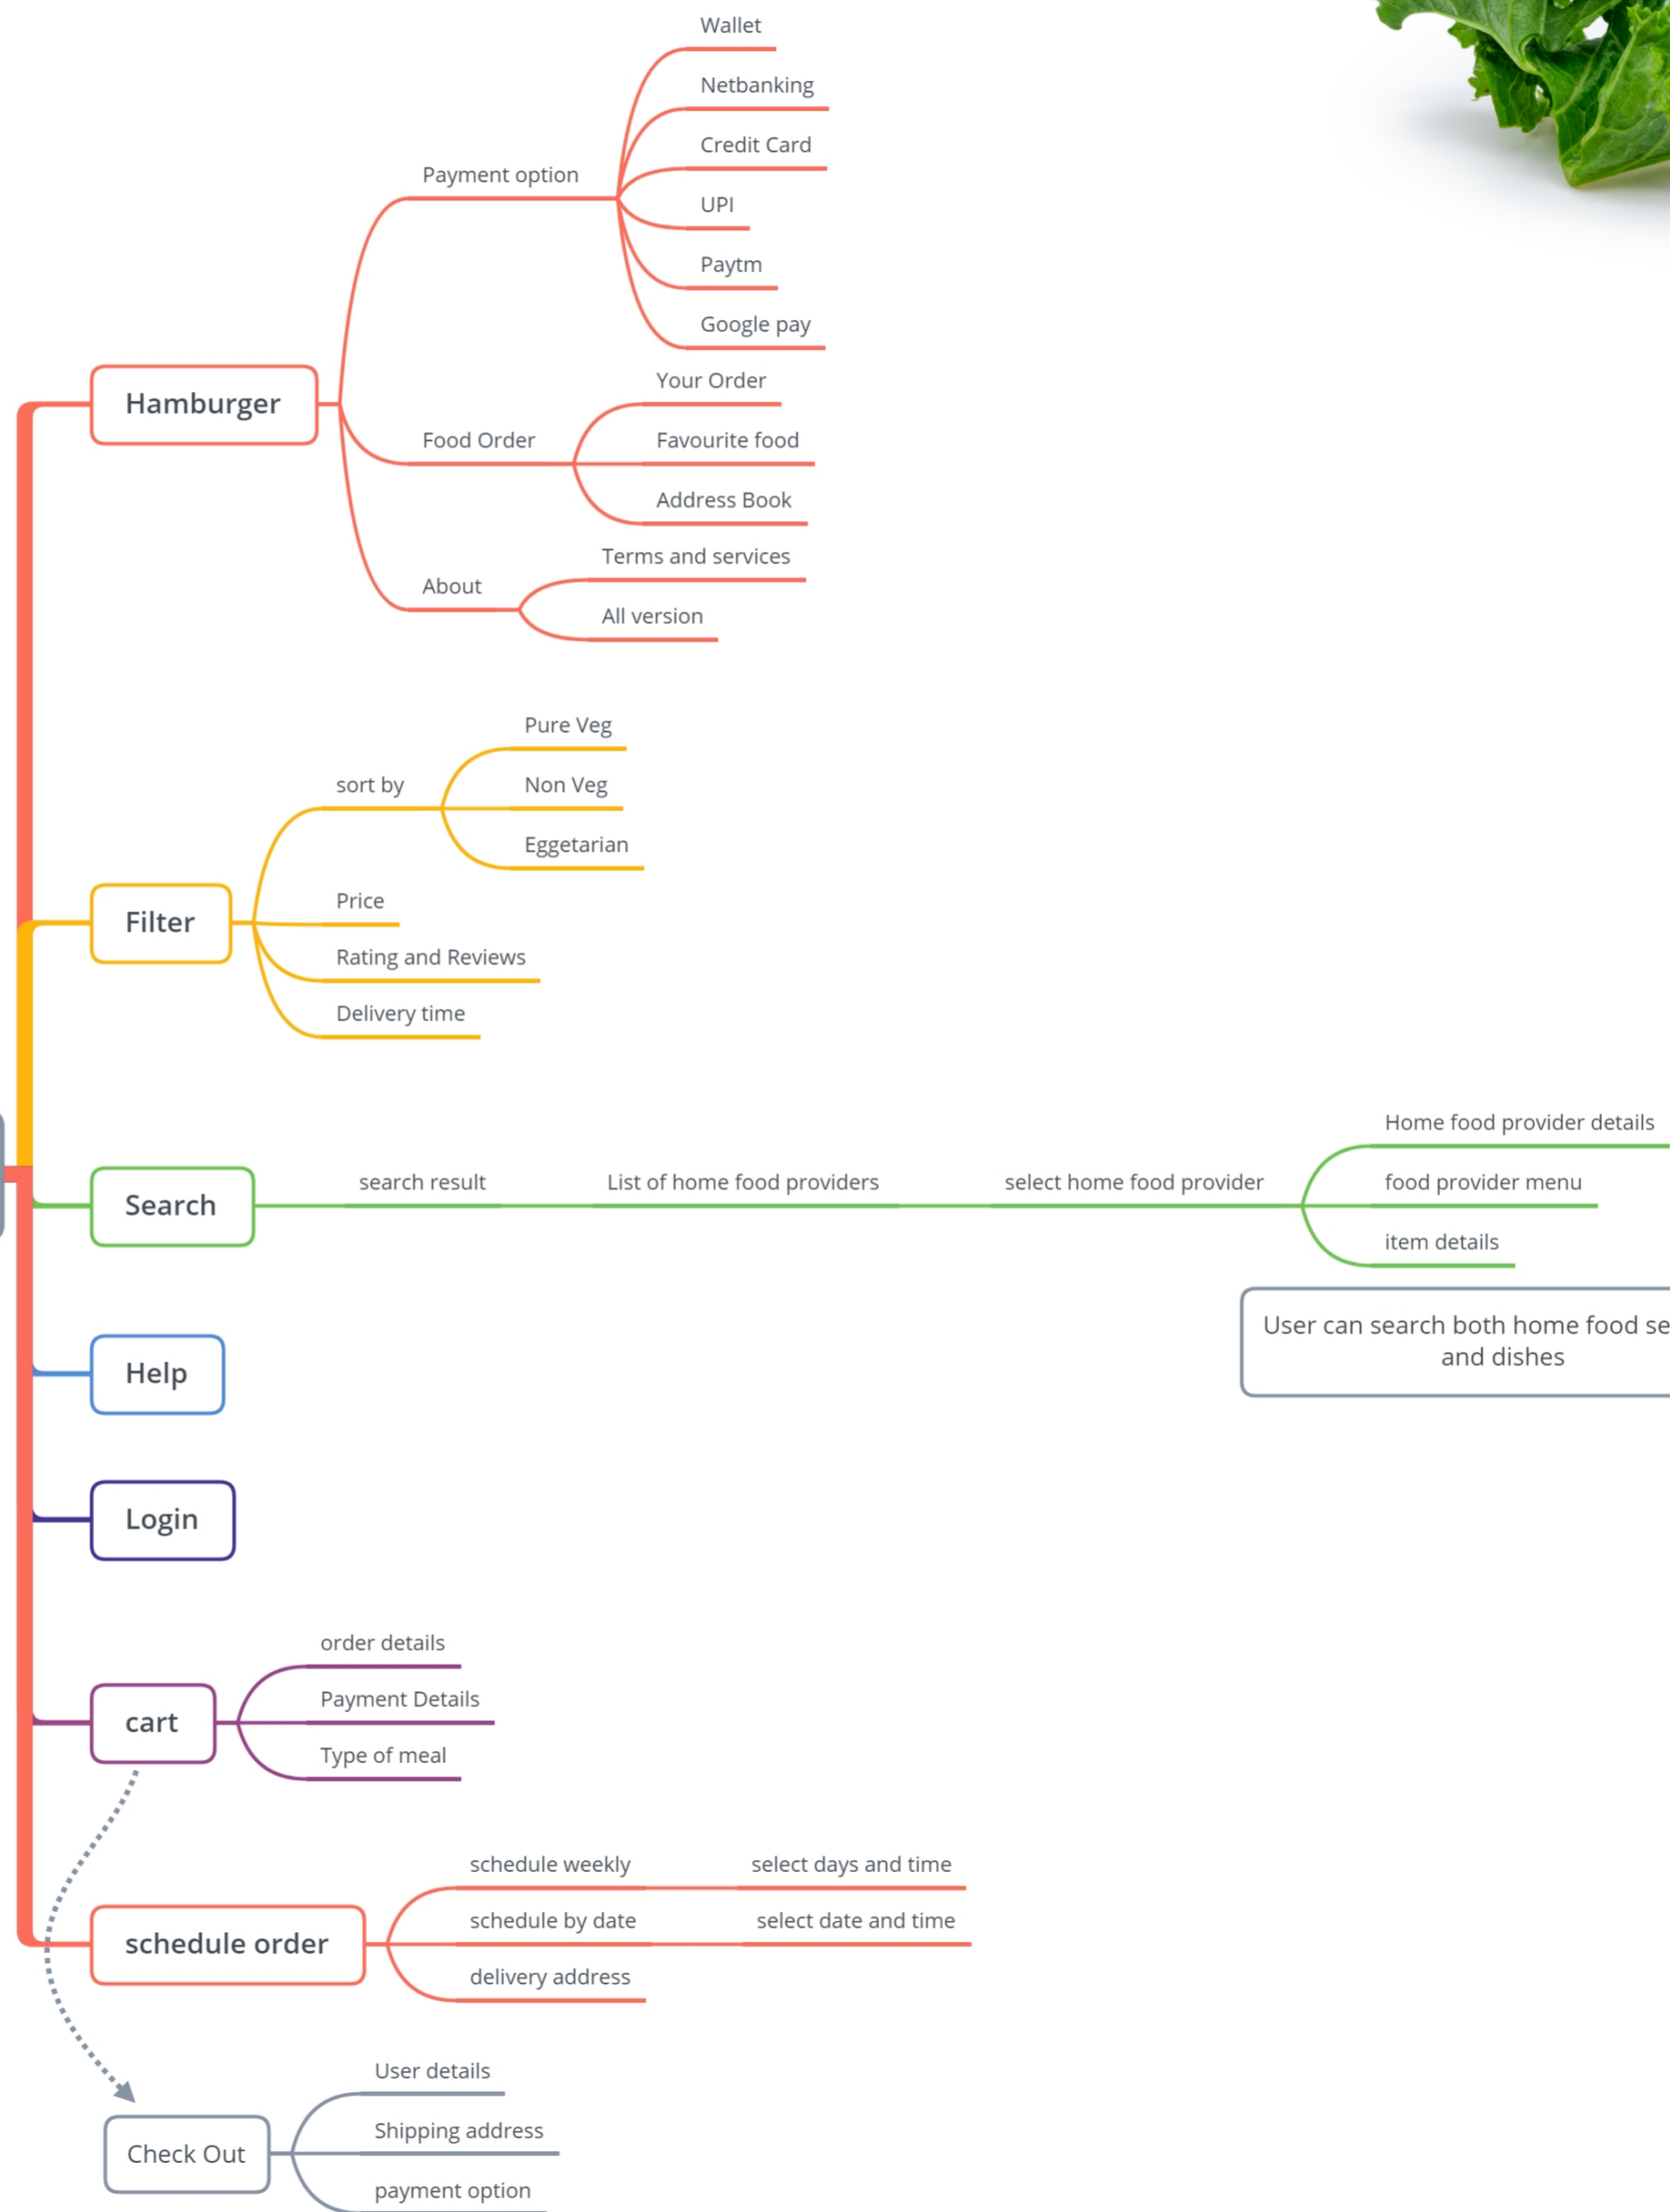 Wallet
Netbanking
Credit Card
Payment option
UPI
Paytm
Google pay
Hamburger
Your Order
Food Order
Favourite food
Address Book
Terms and services
About
All version
Pure Veg
sort by
Non Veg
Eggetarian
Filter
Price
Rating and Reviews
Delivery time
Search
search result
List of home food providers
select home food provider
Home food provider details
food provider menu
item details
User can search both home food se
and dishes
Help
Login
cart
order details
Payment Details
Type of meal
schedule order
schedule weekly
select days and time
schedule by date
select date and time
delivery address
Check Out
User details
Shipping address
payment option